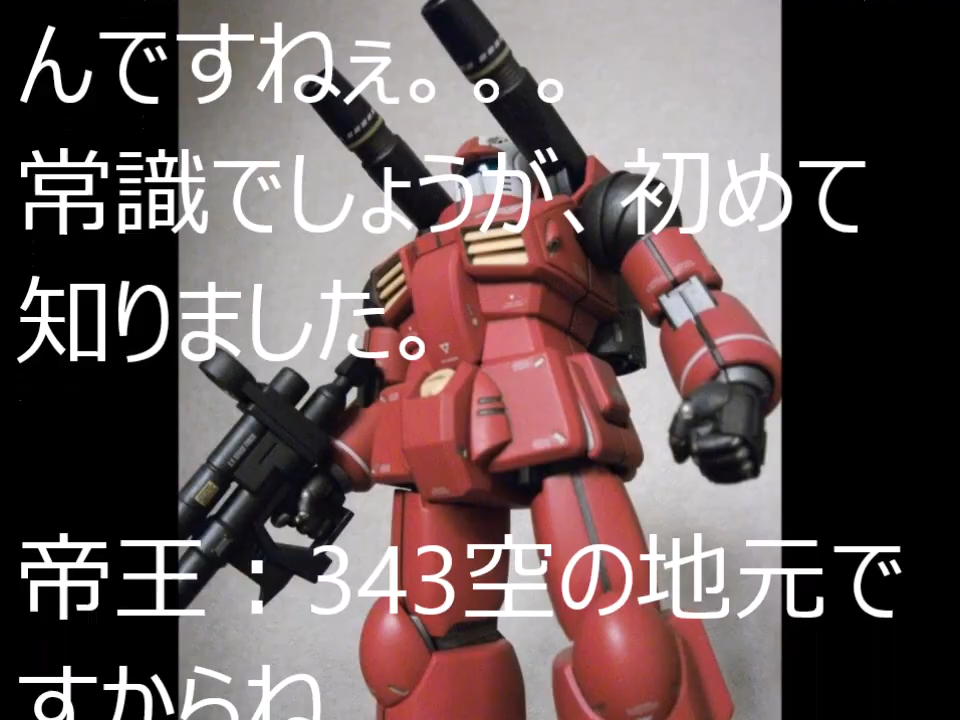 んですねぇ。。。
常識でしょうが、初めて
知りました。
帝王：343空の地元で
すからね